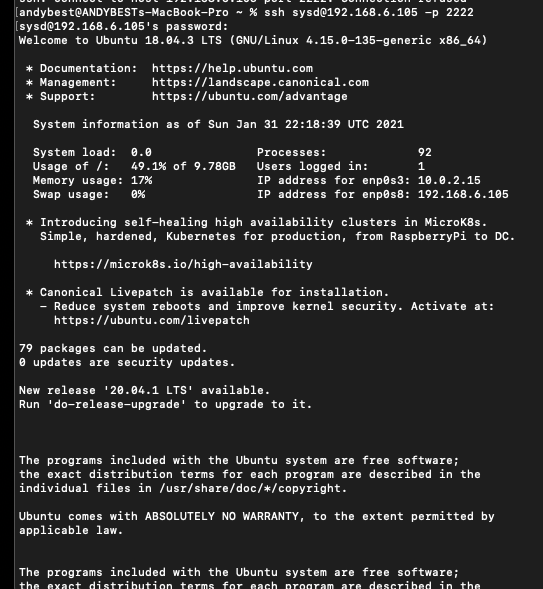 [andybest@ANDYBESTs-MacBook-Pro ~ % ssh sysd@192.168.6.105 -p 2222
[sysd@192.168.6.105's password:
Welcome to Ubuntu 18.04.3 LTS (GNU/Linux 4.15.0-135-generic x86_64)
* Documentation:  https://help.ubuntu.com
* Management:     https://landscape.canonical.com
* Support:        https://ubuntu.com/advantage
System information as of Sun Jan 31 22:18:39 UTC 2021
System load:  0.0               Processes:             92
Usage of /:   49.1% of 9.78GB   Users logged in:       1
Memory usage: 17%               IP address for enp0s3: 10.0.2.15
Swap usage:   0%                IP address for enp0s8: 192.168.6.105
* Introducing self-healing high availability clusters in MicroK8s.
Simple, hardened, Kubernetes for production, from RaspberryPi to DC.
https://microk8s.io/high-availability
* Canonical Livepatch is available for installation.
- Reduce system reboots and improve kernel security. Activate at:
https://ubuntu.com/livepatch
79 packages can be updated.
0 updates are security updates.
New release '20.04.1 LTS' available.
Run 'do-release-upgrade' to upgrade to it.
The programs included with the Ubuntu system are free software;
the exact distribution terms for each program are described in the
individual files in /usr/share/doc/*/copyright.
Ubuntu comes with ABSOLUTELY NO WARRANTY, to the extent permitted by
applicable law.
The programs included with the Ubuntu system are free software;
the exact distribution terms for each program are described in the